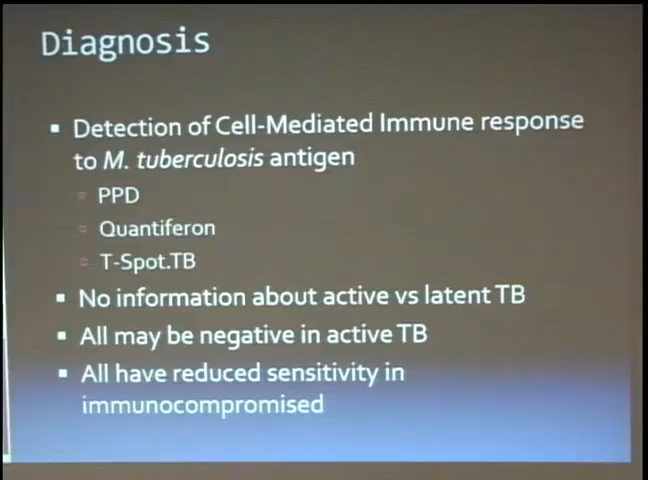 Diagnosis
Detection of Cell-Mediated Immune response
to M. tuberculosis antigen
PPD
Quantiferon
T-Spot.TB
No information about active vs latent TB
All may be negative in active TB
All have reduced sensitivity in
immunocompromised